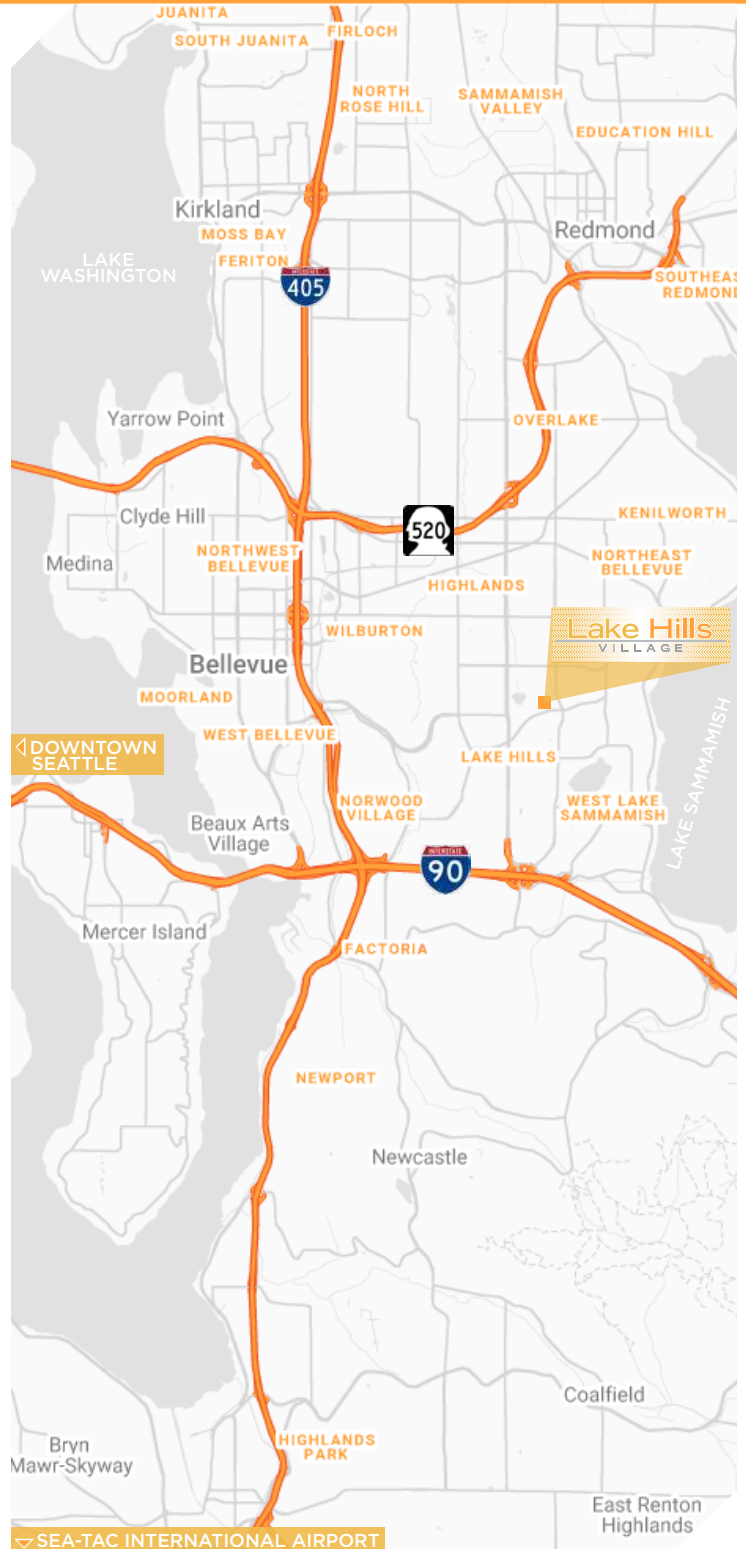 JUANITA
FIRLOCH
SOUTH JUANITA
NORTH
ROSE HILL
SAMMAMISH
VALLEY
EDUCATION HILL
Kirkland
MOSS BAY
Redmond
LAKE
WASHINGTON
FERITON
INTERSTATE
405
SOUTHEAS
REDMOND
Yarrow Point
OVERLAKE
Clyde Hill
520
KENILWORTH
NORTHWEST
BELLEVUE
Medina
NORTHEAST
BELLEVUE
HIGHLANDS
WILBURTON
Lake Hills
VILLAGE
Bellevue
MOORLAND
WEST BELLEVUE
DOWNTOWN
SEATTLE
LAKE HILLS
LAKE SAMMAMISH
NORWOOD
VILLAGE
WEST LAKE
SAMMAMISH
Beaux Arts
Village
INTERSTATE
90
Mercer Island
FACTORIA
NEWPORT
Newcastle
Coalfield
HIGHLANDS
PARK
Bryn
Mawr-Skyway
East Renton
Highlands
SEA-TAC INTERNATIONAL AIRPORT